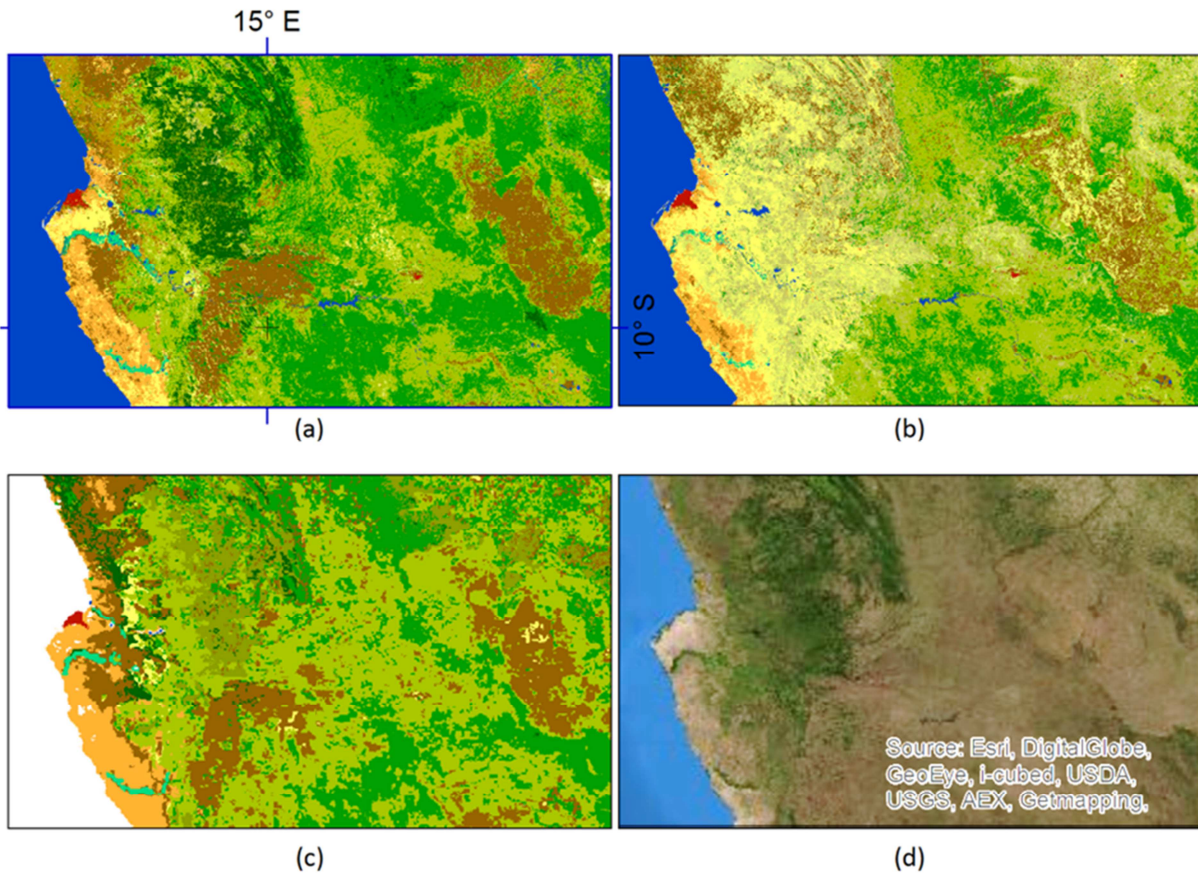 15° E
10° S
(a)
(b)
Source: Esri, DigitalGlobe,
GeoEye, i-cubed, USDA,
USGS, AEX, Getmapping,
(c)
(d)